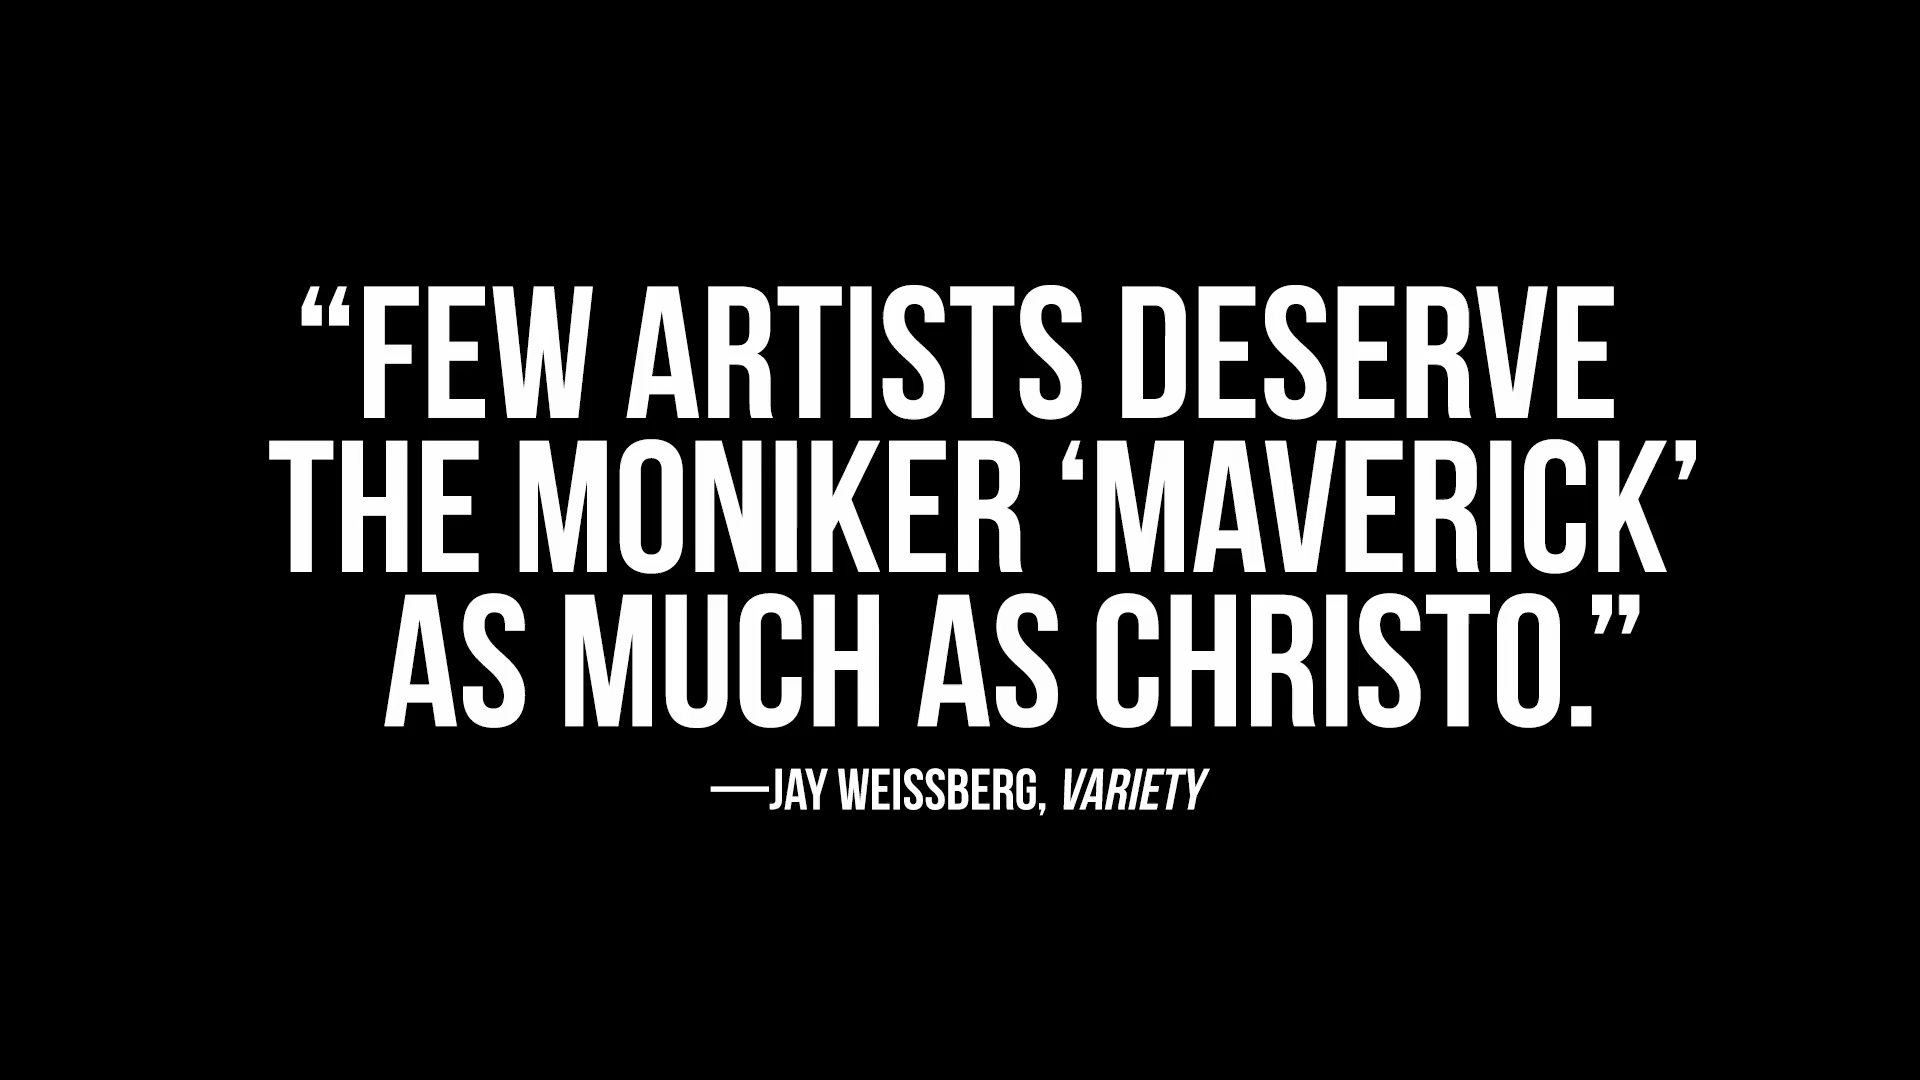 “FEW ARTISTS DESERVE
THE MONIKER ‘MAVERICK’
AS MUCH AS CHRISTO.”
—JAY WEISSBERG, VARIETY